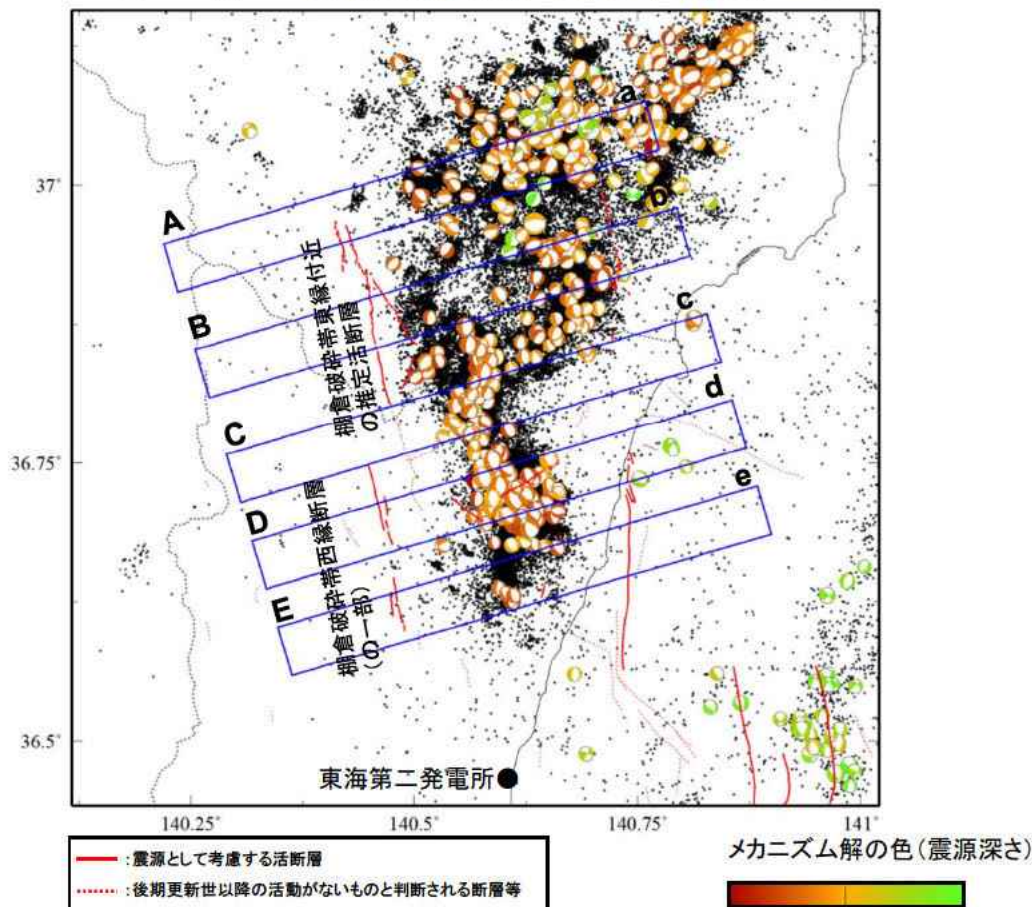 A
a
37°
b
B
棚倉破砕帯東縁付近
の推定活断層
c
C
d
36.75°
D
e
棚倉破砕帯西縁断層
(の一部)
E
36.5°
東海第二発電所
140.25°
140.5°
140.75°
141°
:震源として考慮する活断層
:後期更新世以降の活動がないものと判断される断層等
メカニズム解の色(震源深さ)